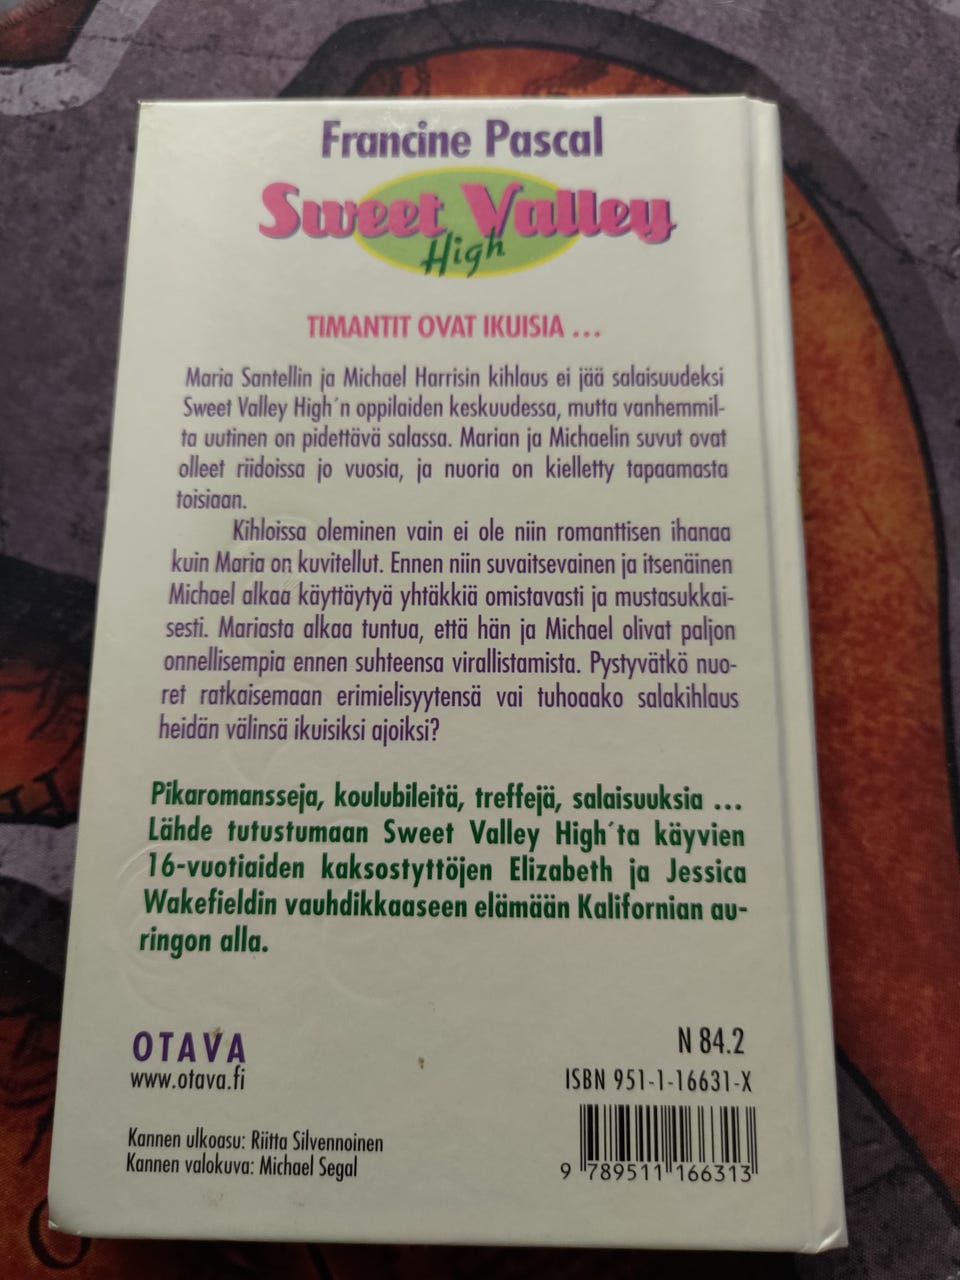 Francine Pascal
Sweet Valley
High
TIMANTIT OVAT IKUISIA ...
Maria Santellin ja Michael Harrisin kihlaus ei jää salaisuudeksi
Sweet Valley High´n oppilaiden keskuudessa, mutta vanhemmil-
ta uutinen on pidettävä salassa. Marian ja Michaelin suvut ovat
olleet riidoissa jo vuosia, ja nuoria on kielletty tapaamasta
toisiaan.
Kihloissa oleminen vain ei ole niin romanttisen ihanaa
kuin Maria on kuvitellut. Ennen niin suvaitsevainen ja itsenäinen
Michael alkaa käyttäytyä yhtäkkiä omistavasti ja mustasukkai-
sesti. Mariasta alkaa tuntua, että hän ja Michael olivat paljon
onnellisempia ennen suhteensa virallistamista. Pystyvätkö nuo-
ret ratkaisemaan erimielisyytensä vai tuhoaako salakihlaus
heidän välinsä ikuisiksi ajoiksi?
Pikaromansseja, koulubileitä, treffejä, salaisuuksia ...
Lähde tutustumaan Sweet Valley High´ta käyvien
16-vuotiaiden kaksostyttöjen Elizabeth ja Jessica
Wakefieldin vauhdikkaaseen elämään Kalifornian au-
ringon alla.
OTAVA
www.otava.fi
N 84.2
ISBN 951-1-16631-X
9 789511 166313
Kannen ulkoasu: Riitta Silvennoinen
Kannen valokuva: Michael Segal